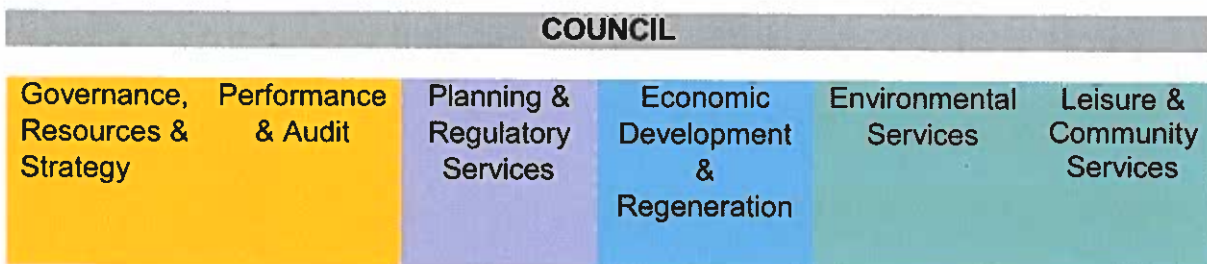 COUNCIL
Governance,
Resources &
Strategy
Performance
& Audit
Planning &
Regulatory
Services
Economic
Development
&
Regeneration
Environmental
Services
Leisure &
Community
Services